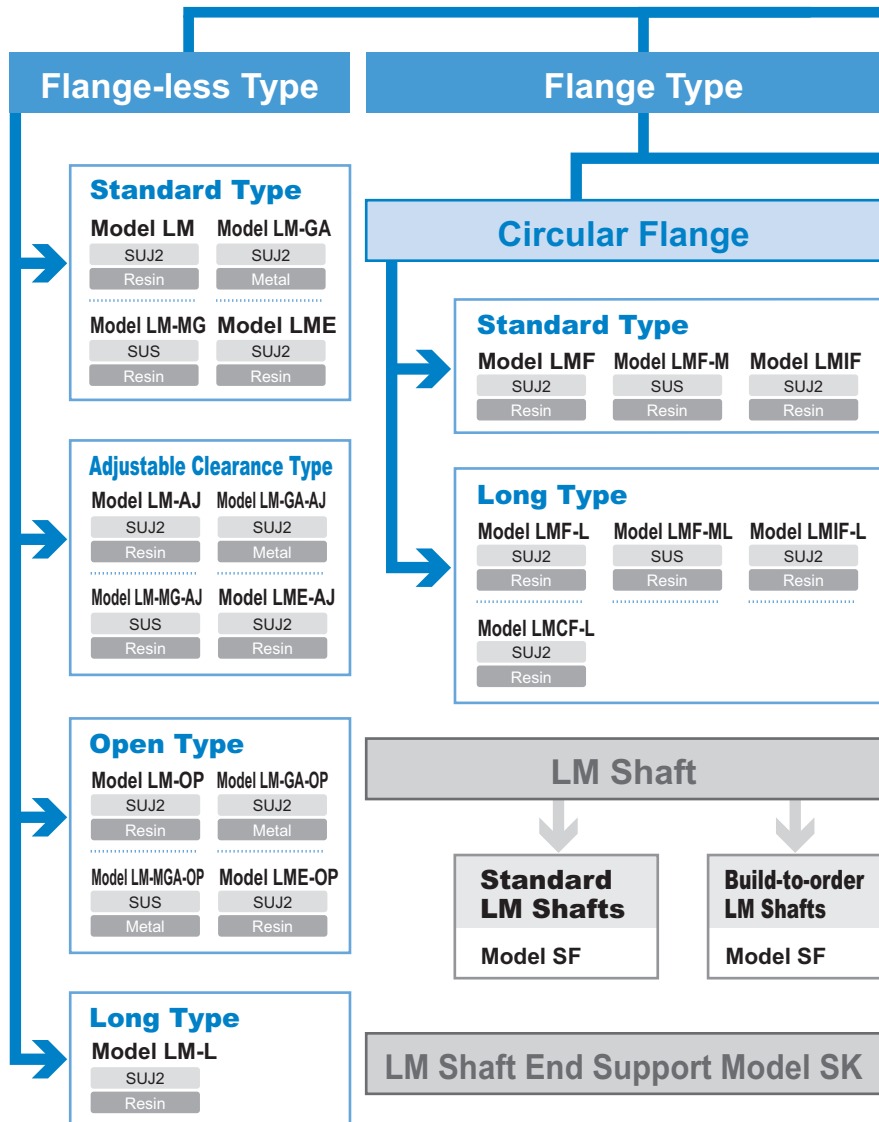 Flange-less Type
Flange Type
Standard Type
Model LM Model LM-GA
SUJ2 SUJ2
Resin Metal
Model LM-MG Model LME
SUS SUJ2
Resin Resin
Adjustable Clearance Type
Model LM-AJ Model LM-GA-AJ
SUJ2 SUJ2
Resin Metal
Model LM-MG-AJ Model LME-AJ
SUS SUJ2
Resin Resin
Open Type
Model LM-OP Model LM-GA-OP
SUJ2 SUJ2
Resin Metal
Model LM-MGA-OP Model LME-OP
SUS SUJ2
Metal Resin
Long Type
Model LM-L
SUJ2
Resin
Circular Flange
Standard Type
Model LMF Model LMF-M Model LMIF
SUJ2 SUS SUJ2
Resin Resin Resin
Long Type
Model LMF-L Model LMF-ML Model LMIF-L
SUJ2 SUS SUJ2
Resin Resin Resin
Model LMCF-L
SUJ2
Resin
LM Shaft
Standard
LM Shafts
Model SF
Build-to-order
LM Shafts
Model SF
LM Shaft End Support Model SK